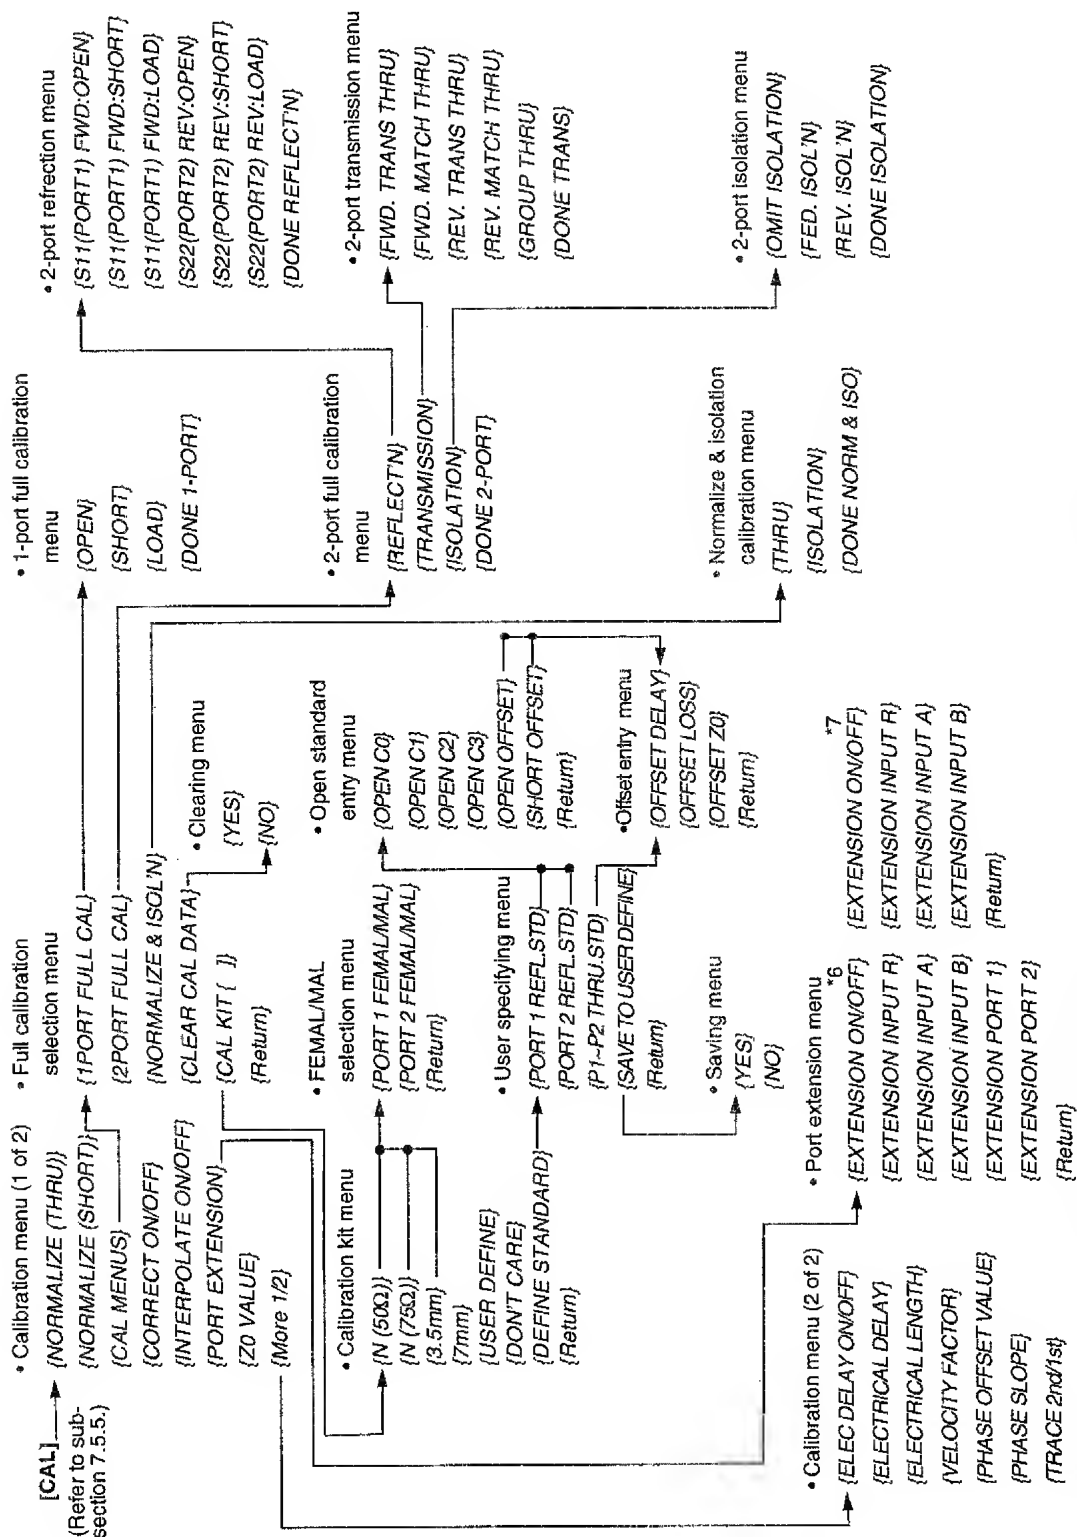 [CAL]
(Refer to sub-
section 7.5.5.)
• Calibration menu (1 of 2)
{NORMALIZE (THRU)}
{NORMALIZE (SHORT)}
{CAL MENUS}
{CORRECT ON/OFF}
{INTERPOLATE ON/OFF}
{PORT EXTENSION}
{Z0 VALUE}
{More 1/2}
• Full calibration
selection menu
{1PORT FULL CAL}
{2PORT FULL CAL}
{NORMALIZE & ISOL'N}
{CLEAR CAL DATA}
{CAL KIT [ ]}
{Return}
• Clearing menu
{YES}
{NO}
• 1-port full calibration
menu
{OPEN}
{SHORT}
{LOAD}
{DONE 1-PORT}
• 2-port full calibration
menu
{REFLECT'N}
{TRANSMISSION}
{ISOLATION}
{DONE 2-PORT}
• Normalize & isolation
calibration menu
{THRU}
{ISOLATION}
{DONE NORM & ISO}
• 2-port refrection menu
{S11(PORT1) FWD:OPEN}
{S11(PORT1) FWD:SHORT}
{S11(PORT1) FWD:LOAD}
{S22(PORT2) REV:OPEN}
{S22(PORT2) REV:SHORT}
{S22(PORT2) REV:LOAD}
{DONE REFLECT'N}
• 2-port transmission menu
{FWD. TRANS THRU}
{FWD. MATCH THRU}
{REV. TRANS THRU}
{REV. MATCH THRU}
{GROUP THRU}
{DONE TRANS}
• 2-port isolation menu
{OMIT ISOLATION}
{FED. ISOL'N}
{REV. ISOL'N}
{DONE ISOLATION}
• Calibration kit menu
{N (50Ω)}
{N (75Ω)}
{3.5mm}
{7mm}
{USER DEFINE}
{DON'T CARE}
{DEFINE STANDARD}
{Return}
• FEMAL/MAL
selection menu
{PORT 1 FEMAL/MAL}
{PORT 2 FEMAL/MAL}
{Return}
• User specifying menu
{PORT 1 REFL.STD}
{PORT 2 REFL.STD}
{P1~P2 THRU.STD}
{SAVE TO USER DEFINE}
{Return}
• Saving menu
{YES}
{NO}
• Open standard
entry menu
{OPEN C0}
{OPEN C1}
{OPEN C2}
{OPEN C3}
{OPEN OFFSET}
{SHORT OFFSET}
{Return}
•Offset entry menu
{OFFSET DELAY}
{OFFSET LOSS}
{OFFSET Z0}
{Return}
• Calibration menu (2 of 2)
{ELEC DELAY ON/OFF}
{ELECTRICAL DELAY}
{ELECTRICAL LENGTH}
{VELOCITY FACTOR}
{PHASE OFFSET VALUE}
{PHASE SLOPE}
{TRACE 2nd/1st}
• Port extension menu
*6
{EXTENSION ON/OFF}
{EXTENSION INPUT R}
{EXTENSION INPUT A}
{EXTENSION INPUT B}
{EXTENSION PORT 1}
{EXTENSION PORT 2}
{Return}
*7
{EXTENSION ON/OFF}
{EXTENSION INPUT R}
{EXTENSION INPUT A}
{EXTENSION INPUT B}
{Return}